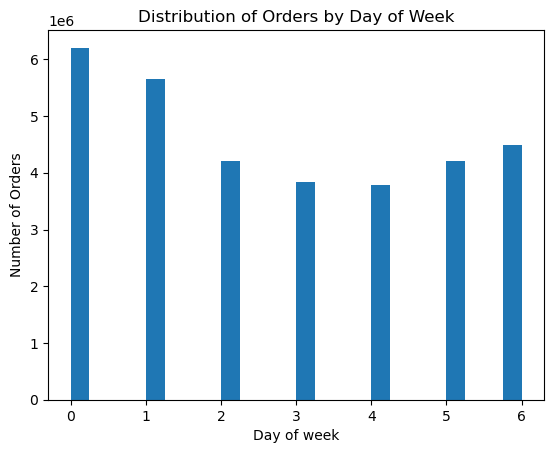 Distribution of Orders by Day of Week
1e6
6
5
4
3
2
1
0
Number of Orders
0 1 2 3 4 5 6
Day of week